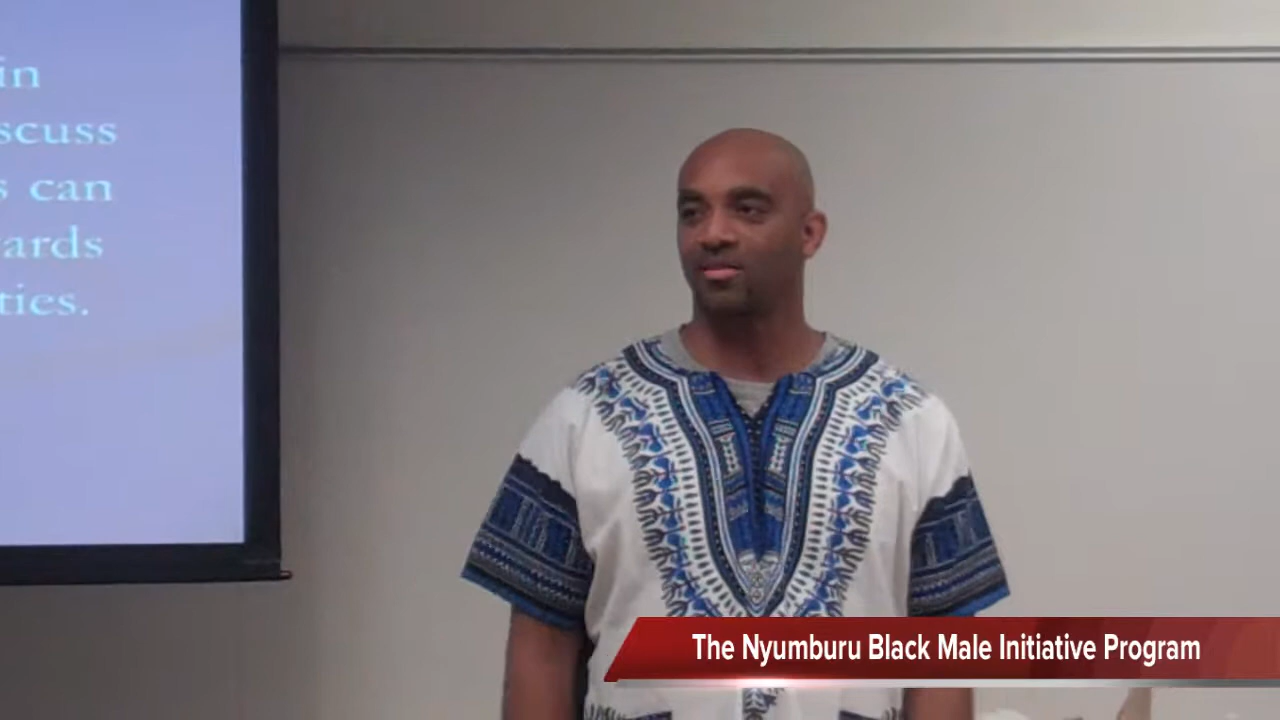 in
scuss
s can
ards
ties.
The Nyumburu Black Male Initiative Program